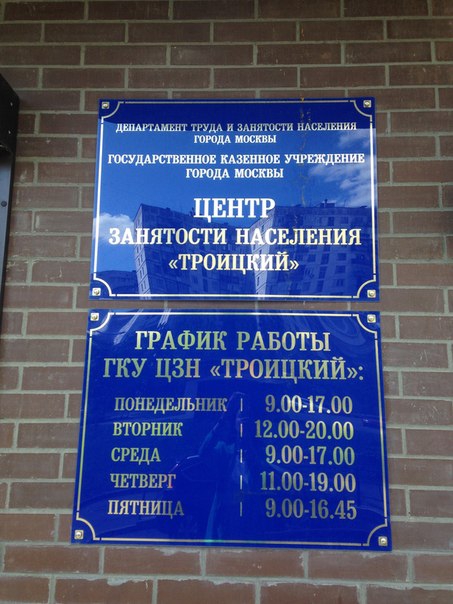 ДЕПАРТАМЕНТ ТРУДА И ЗАНЯТОСТИ НАСЕЛЕНИЯ
ГОРОДА МОСКВЫ
ГОСУДАРСТВЕННОЕ КАЗЕННОЕ УЧРЕЖДЕНИЕ
ГОРОДА МОСКВЫ
ЦЕНТР
ЗАНЯТОСТИ НАСЕЛЕНИЯ
«ТРОИЦКИЙ»
ГРАФИК РАБОТЫ
ГКУ ЦЗН «ТРОИЦКИЙ»:
ПОНЕДЕЛЬНИК | 9.00-17.00
ВТОРНИК | 12.00-20.00
СРЕДА | 9.00-17.00
ЧЕТВЕРГ | 11.00-19.00
ПЯТНИЦА | 9.00-16.45